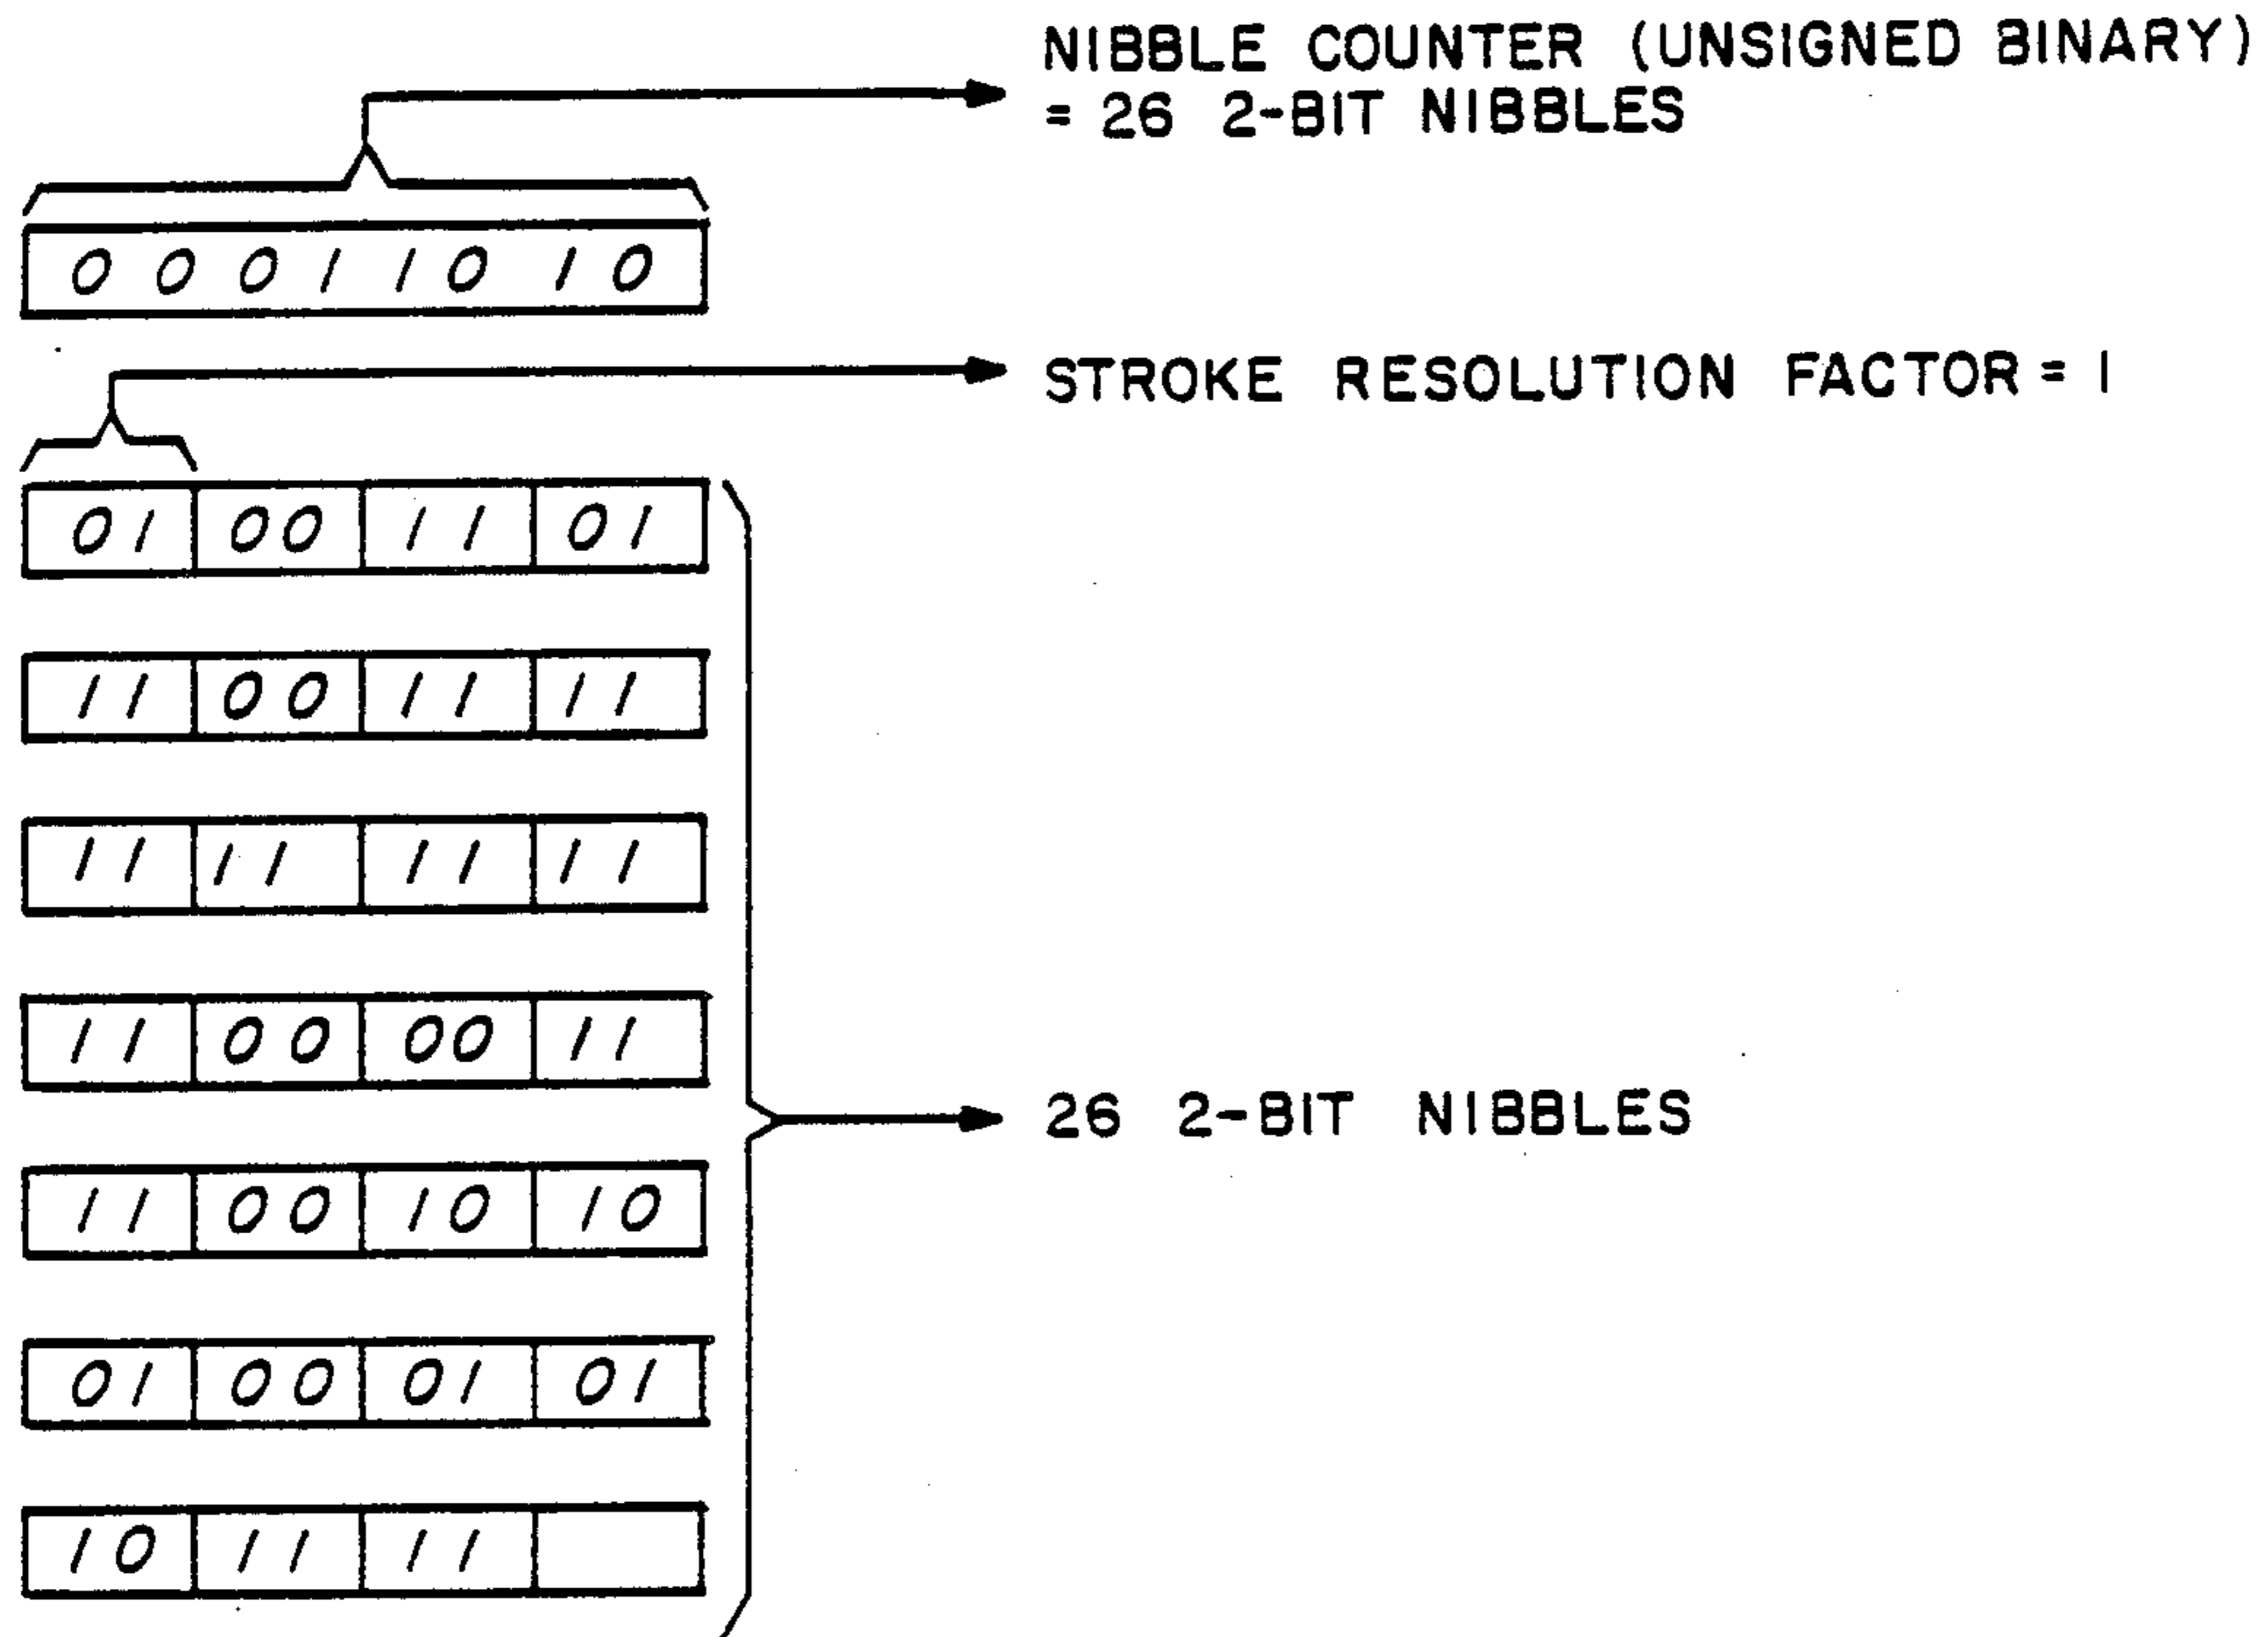 NIBBLE COUNTER (UNSIGNED BINARY)
= 26 2-BIT NIBBLES
0 0 0 1 1 0 1 0
STROKE RESOLUTION FACTOR = 1
01 00 11 01
11 00 11 11
11 11 11 11
11 00 00 11
26 2-BIT NIBBLES
11 00 10 10
01 00 01 01
10 11 11